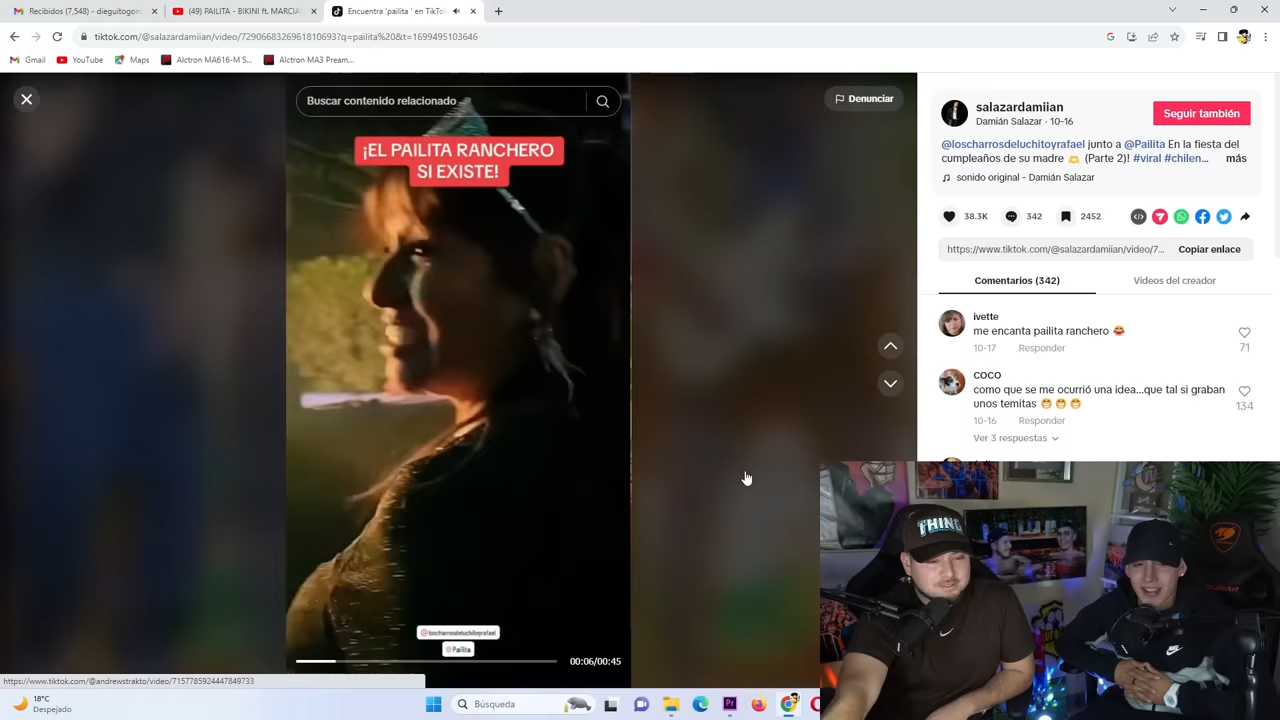 Recibidos (7,548) - dieguitogon
(49) PAILITA - BIKINI ft. MARCIA
Encuentra 'pailita ' en TikTo
tiktok.com/@salazardamiian/video/7290668326961810693?q=pailita%20&t=1699495103646
Gmail
YouTube
Maps
Alctron MA616-M S...
Alctron MA3 Pream...
Buscar contenido relacionado
Denunciar
¡EL PAILITA RANCHERO
SI EXISTE!
@loscharrosdeluchitoyrafael
@Pailita
00:06/00:45
salazardamiian
Damián Salazar · 10-16
Seguir también
@loscharrosdeluchitoyrafael junto a @Pailita En la fiesta del
cumpleaños de su madre 🫶 (Parte 2)! #viral #chilen...
más
sonido original - Damián Salazar
38.3K
342
2452
https://www.tiktok.com/@salazardamiian/video/7...
Copiar enlace
Comentarios (342)
Videos del creador
ivette
me encanta pailita ranchero 😂
10-17
Responder
71
COCO
como que se me ocurrió una idea...que tal si graban
unos temitas 😁😁😁
134
10-16
Responder
Ver 3 respuestas
THING
COUGAR
https://www.tiktok.com/@andrewstrakto/video/7157785924447849733
18°C
Despejado
Búsqueda
Pr